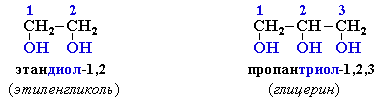 1 2 1 2 3
CH₂–CH₂ CH₂–CH–CH₂
OH OH OH OH OH
этандиол-1,2 пропантриол-1,2,3
(этиленгликоль) (глицерин)